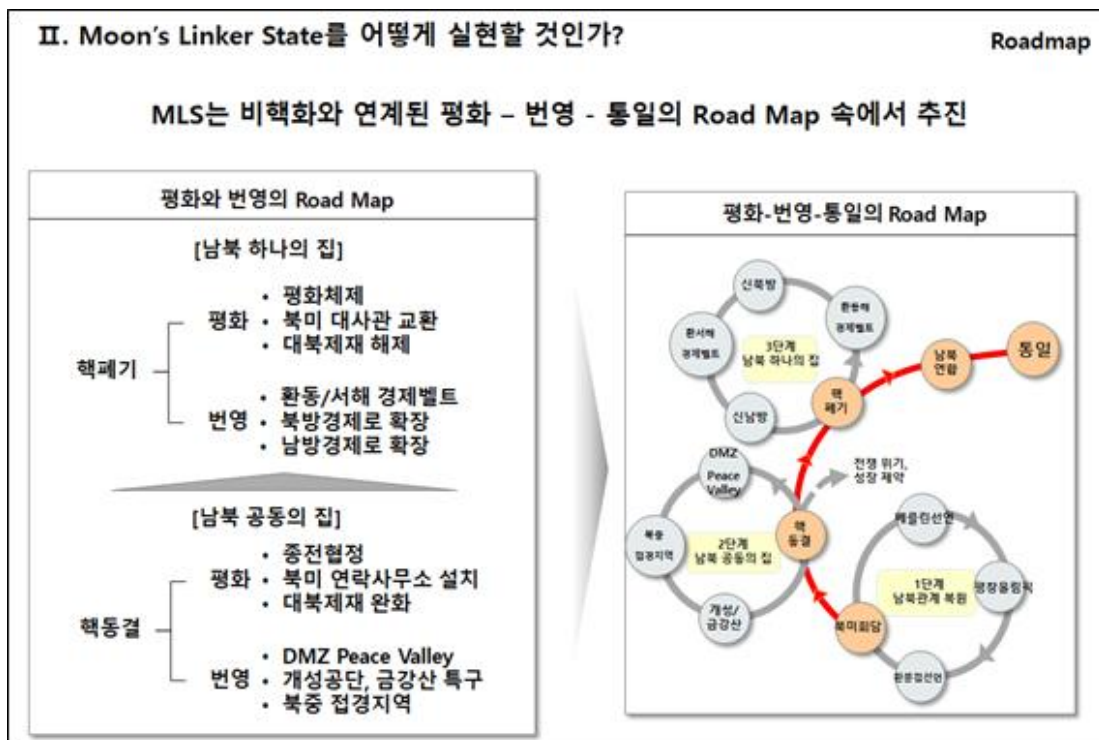 Ⅱ. Moon's Linker State를 어떻게 실현할 것인가?
Roadmap
MLS는 비핵화와 연계된 평화 – 번영 - 통일의 Road Map 속에서 추진
평화와 번영의 Road Map
[남북 하나의 집]
핵폐기
평화
• 평화체제
• 북미 대사관 교환
• 대북제재 해제
번영
• 환동/서해 경제벨트
• 북방경제로 확장
• 남방경제로 확장
[남북 공동의 집]
핵동결
평화
• 종전협정
• 북미 연락사무소 설치
• 대북제재 완화
번영
• DMZ Peace Valley
• 개성공단, 금강산 특구
• 북중 접경지역
평화-번영-통일의 Road Map
신북방
환동해
경제벨트
환서해
경제벨트
3단계
남북 하나의 집
신남방
핵
폐기
남북
연합
통일
DMZ
Peace
Valley
전쟁 위기,
성장 제약
북중
접경지역
2단계
남북 공동의 집
핵
동결
개성/
금강산
베를린선언
1단계
남북관계 복원
평창올림픽
북미회담
판문점선언